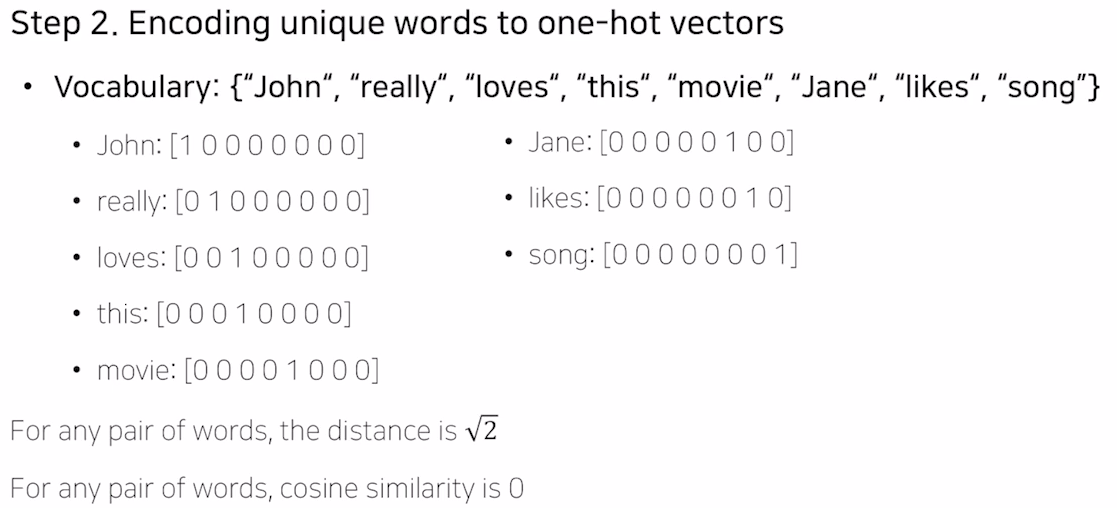 Step 2. Encoding unique words to one-hot vectors
• Vocabulary: {“John“, “really“, “loves“, “this“, “movie“, “Jane“, “likes“, “song”}
• John: [1 0 0 0 0 0 0 0]
• really: [0 1 0 0 0 0 0 0]
• loves: [0 0 1 0 0 0 0 0]
• this: [0 0 0 1 0 0 0 0]
• movie: [0 0 0 0 1 0 0 0]
• Jane: [0 0 0 0 0 1 0 0]
• likes: [0 0 0 0 0 0 1 0]
• song: [0 0 0 0 0 0 0 1]
For any pair of words, the distance is √2
For any pair of words, cosine similarity is 0